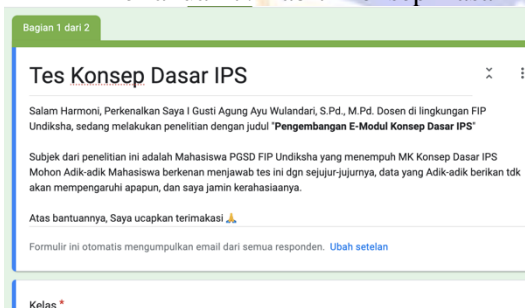 Bagian 1 dari 2
Tes Konsep Dasar IPS
Salam Harmoni, Perkenalkan Saya I Gusti Agung Ayu Wulandari, S.Pd., M.Pd. Dosen di lingkungan FIP
Undiksha, sedang melakukan penelitian dengan judul "Pengembangan E-Modul Konsep Dasar IPS"
Subjek dari penelitian ini adalah Mahasiswa PGSD FIP Undiksha yang menempuh MK Konsep Dasar IPS
Mohon Adik-adik Mahasiswa berkenan menjawab tes ini dgn sejujur-jujurnya, data yang Adik-adik berikan tdk
akan mempengaruhi apapun, dan saya jamin kerahasiaanya.
Atas bantuannya, Saya ucapkan terimakasi 🙏
Formulir ini otomatis mengumpulkan email dari semua responden. Ubah setelan
Kelas *